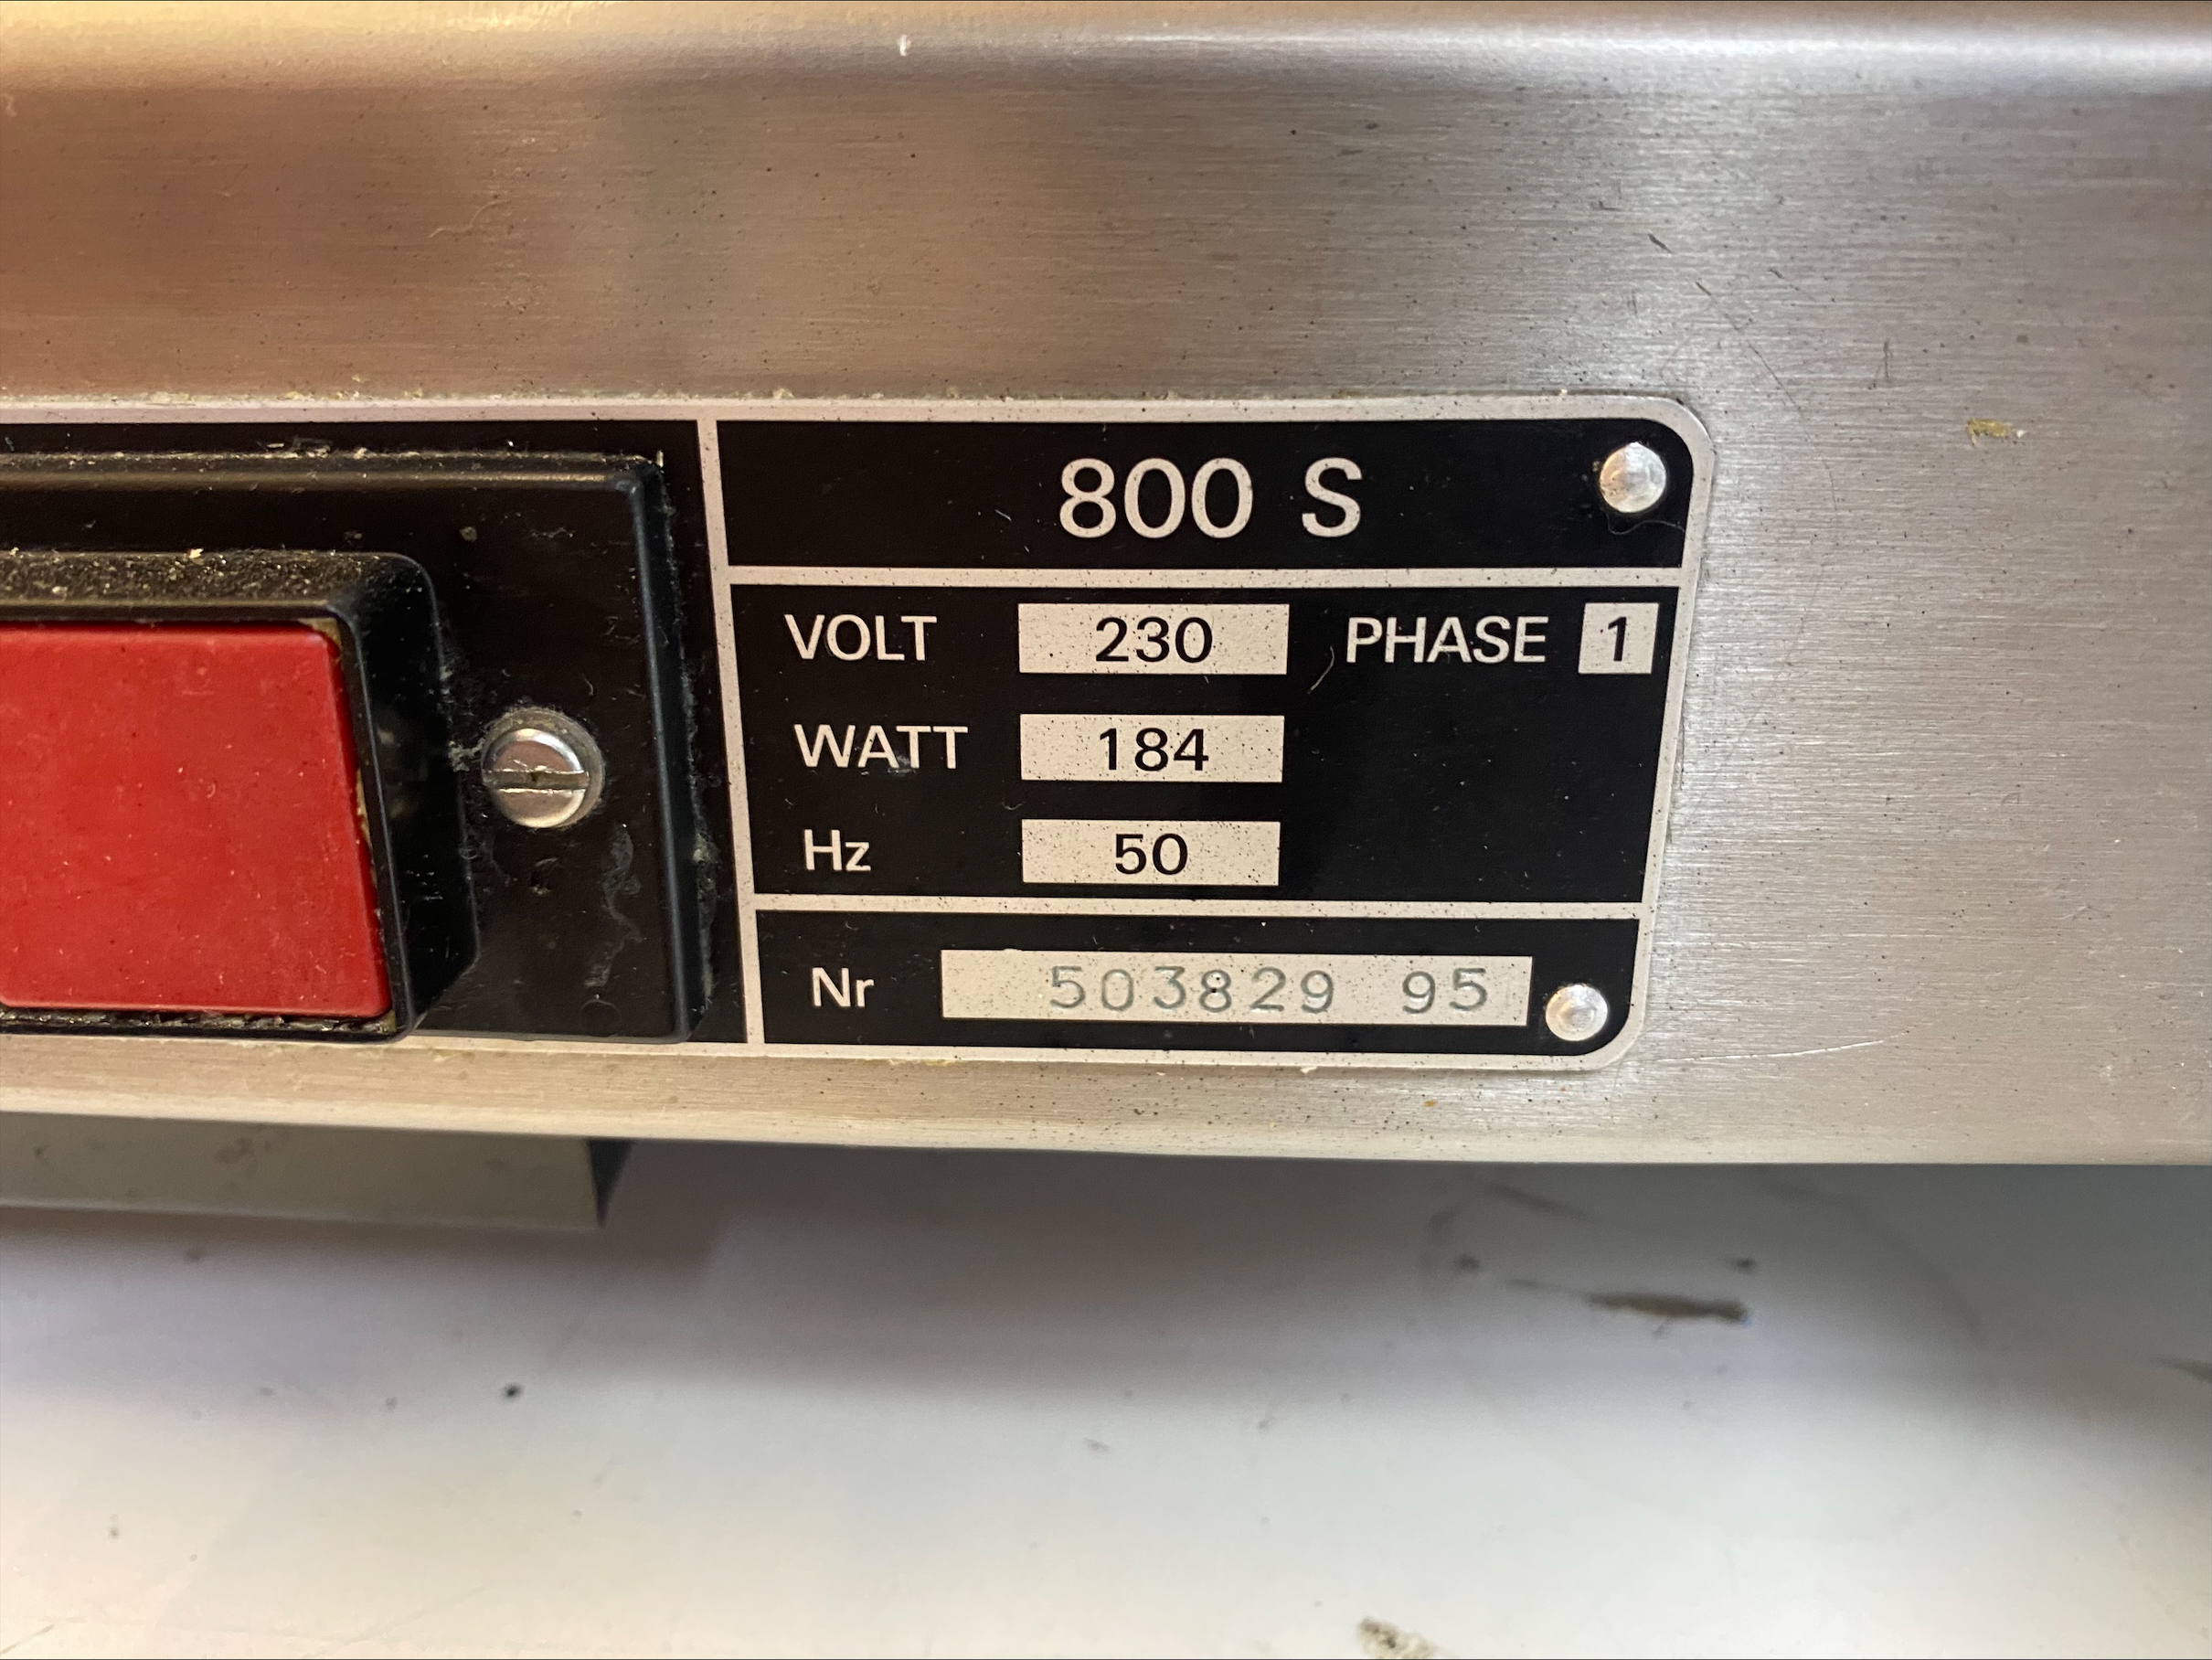 800 S
VOLT 230 PHASE 1
WATT 184
Hz 50
Nr 503829 95